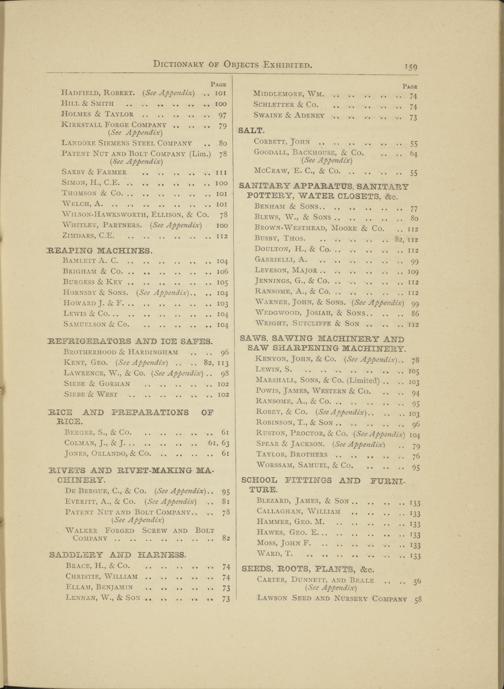 Dictionary of Objects Exhibited. 159
Page
Hadfield, Robert. (See Appendix) .. 101
Hill & Smith .. .. .. .. .. .. 100
Holmes & Taylor .. .. .. .. .. 97
Kirkstall Forge Company .. .. .. 79
(See Appendix)
Landore Siemens Steel Company .. 80
Patent Nut and Bolt Company (Lim.) 78
(See Appendix)
Saxby & Farmer .. .. .. .. .. 111
Simon, H., C.E. .. .. .. .. .. .. 100
Thomson & Co. .. .. .. .. .. .. 101
Welch, A. .. .. .. .. .. .. .. 101
Wilson-Hawksworth, Ellison, & Co. 78
Whitley, Partners. (See Appendix) 100
Zimdars, C.E. .. .. .. .. .. .. 112
REAPING MACHINES.
Bamlett A. C. .. .. .. .. .. .. 104
Brigham & Co. .. .. .. .. .. .. 106
Burgess & Key .. .. .. .. .. .. 105
Hornsby & Sons. (See Appendix) .. .. 104
Howard J. & F. .. .. .. .. .. .. 103
Lewis & Co. .. .. .. .. .. .. .. 104
Samuelson & Co. .. .. .. .. .. 104
REFRIGERATORS AND ICE SAFES.
Brotherhood & Hardingham .. .. 96
Kent, Geo. (See Appendix) .. .. 82, 113
Lawrence, W., & Co. (See Appendix) .. 98
Siebe & Gorman .. .. .. .. .. 102
Siebe & West .. .. .. .. .. .. 102
RICE AND PREPARATIONS OF
RICE.
Berger, S., & Co. .. .. .. .. .. 61
Colman, J., & J. .. .. .. .. .. 61, 63
Jones, Orlando, & Co. .. .. .. .. 61
RIVETS AND RIVET-MAKING MA-
CHINERY.
De Bergue, C., & Co. (See Appendix) .. 95
Everitt, A., & Co. (See Appendix) .. 81
Patent Nut and Bolt Company .. .. 78
(See Appendix)
Walker Forged Screw and Bolt
Company .. .. .. .. .. .. .. 82
SADDLERY AND HARNESS.
Brace, H., & Co. .. .. .. .. .. 74
Christie, William .. .. .. .. .. 74
Ellam, Benjamin .. .. .. .. .. 73
Lennan, W., & Son .. .. .. .. .. 73
Page
Middlemore, Wm. .. .. .. .. .. 74
Schletter & Co. .. .. .. .. .. 74
Swaine & Adeney .. .. .. .. .. 73
SALT.
Corbett, John .. .. .. .. .. .. 55
Goodall, Backhouse, & Co. .. .. 64
(See Appendix)
McCraw, E. C., & Co. .. .. .. .. 55
SANITARY APPARATUS, SANITARY
POTTERY, WATER CLOSETS, &c.
Benham & Sons .. .. .. .. .. .. 77
Blews, W., & Sons .. .. .. .. .. 80
Brown-Westhead, Moore & Co. .. 112
Busby, Thos. .. .. .. .. .. 82, 112
Doulton, H., & Co. .. .. .. .. .. 112
Gabrielli, A. .. .. .. .. .. .. 99
Leveson, Major .. .. .. .. .. .. 109
Jennings, G., & Co. .. .. .. .. .. 112
Ransome, A., & Co. .. .. .. .. .. 112
Warner, John, & Sons. (See Appendix) 99
Wedgwood, Josiah, & Sons .. .. .. 86
Wright, Sutcliffe & Son .. .. .. 112
SAWS, SAWING MACHINERY AND
SAW SHARPENING MACHINERY.
Kenyon, John, & Co. (See Appendix) .. 78
Lewin, S. .. .. .. .. .. .. .. 105
Marshall, Sons, & Co. (Limited) .. .. 103
Powis, James, Western & Co. .. .. 94
Ransome, A., & Co. .. .. .. .. .. 95
Robey, & Co. (See Appendix) .. .. .. 103
Robinson, T., & Son .. .. .. .. .. 96
Ruston, Proctor, & Co. (See Appendix) 104
Spear & Jackson. (See Appendix) .. 79
Taylor, Brothers .. .. .. .. .. 76
Worssam, Samuel, & Co. .. .. .. 95
SCHOOL FITTINGS AND FURNI-
TURE.
Blezard, James, & Son .. .. .. .. 133
Callaghan, William .. .. .. .. 133
Hammer, Geo. M. .. .. .. .. .. 133
Hawes, Geo. E. .. .. .. .. .. .. 133
Moss, John F. .. .. .. .. .. .. 133
Ward, T. .. .. .. .. .. .. .. 133
SEEDS, ROOTS, PLANTS, &c.
Carter, Dunnett, and Beale .. .. 56
(See Appendix)
Lawson Seed and Nursery Company 58